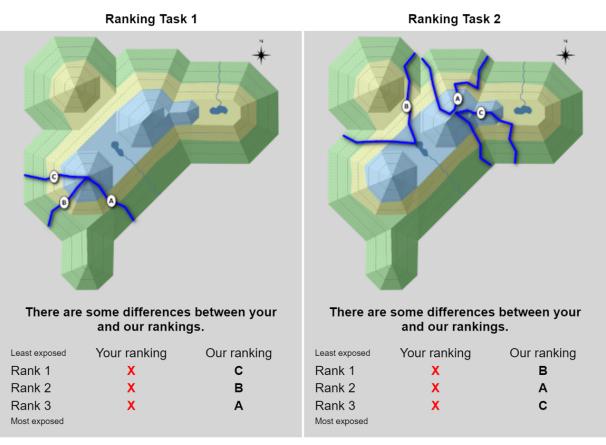 Ranking Task 1
C
B
A
There are some differences between your
and our rankings.
Least exposed Your ranking Our ranking
Rank 1 X C
Rank 2 X B
Rank 3 X A
Most exposed
Ranking Task 2
B
A
C
There are some differences between your
and our rankings.
Least exposed Your ranking Our ranking
Rank 1 X B
Rank 2 X A
Rank 3 X C
Most exposed